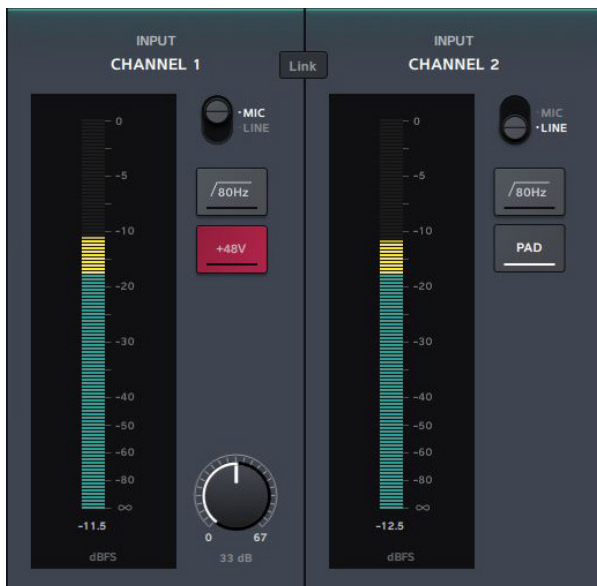 INPUT
CHANNEL 1
0
-5
-10
-20
-30
-40
-50
-60
-80
∞
-11.5
dBFS
·MIC
·LINE
80Hz
+48V
0
67
33 dB
Link
INPUT
CHANNEL 2
0
-5
-10
-20
-30
-40
-50
-60
-80
∞
-12.5
dBFS
·MIC
·LINE
80Hz
PAD